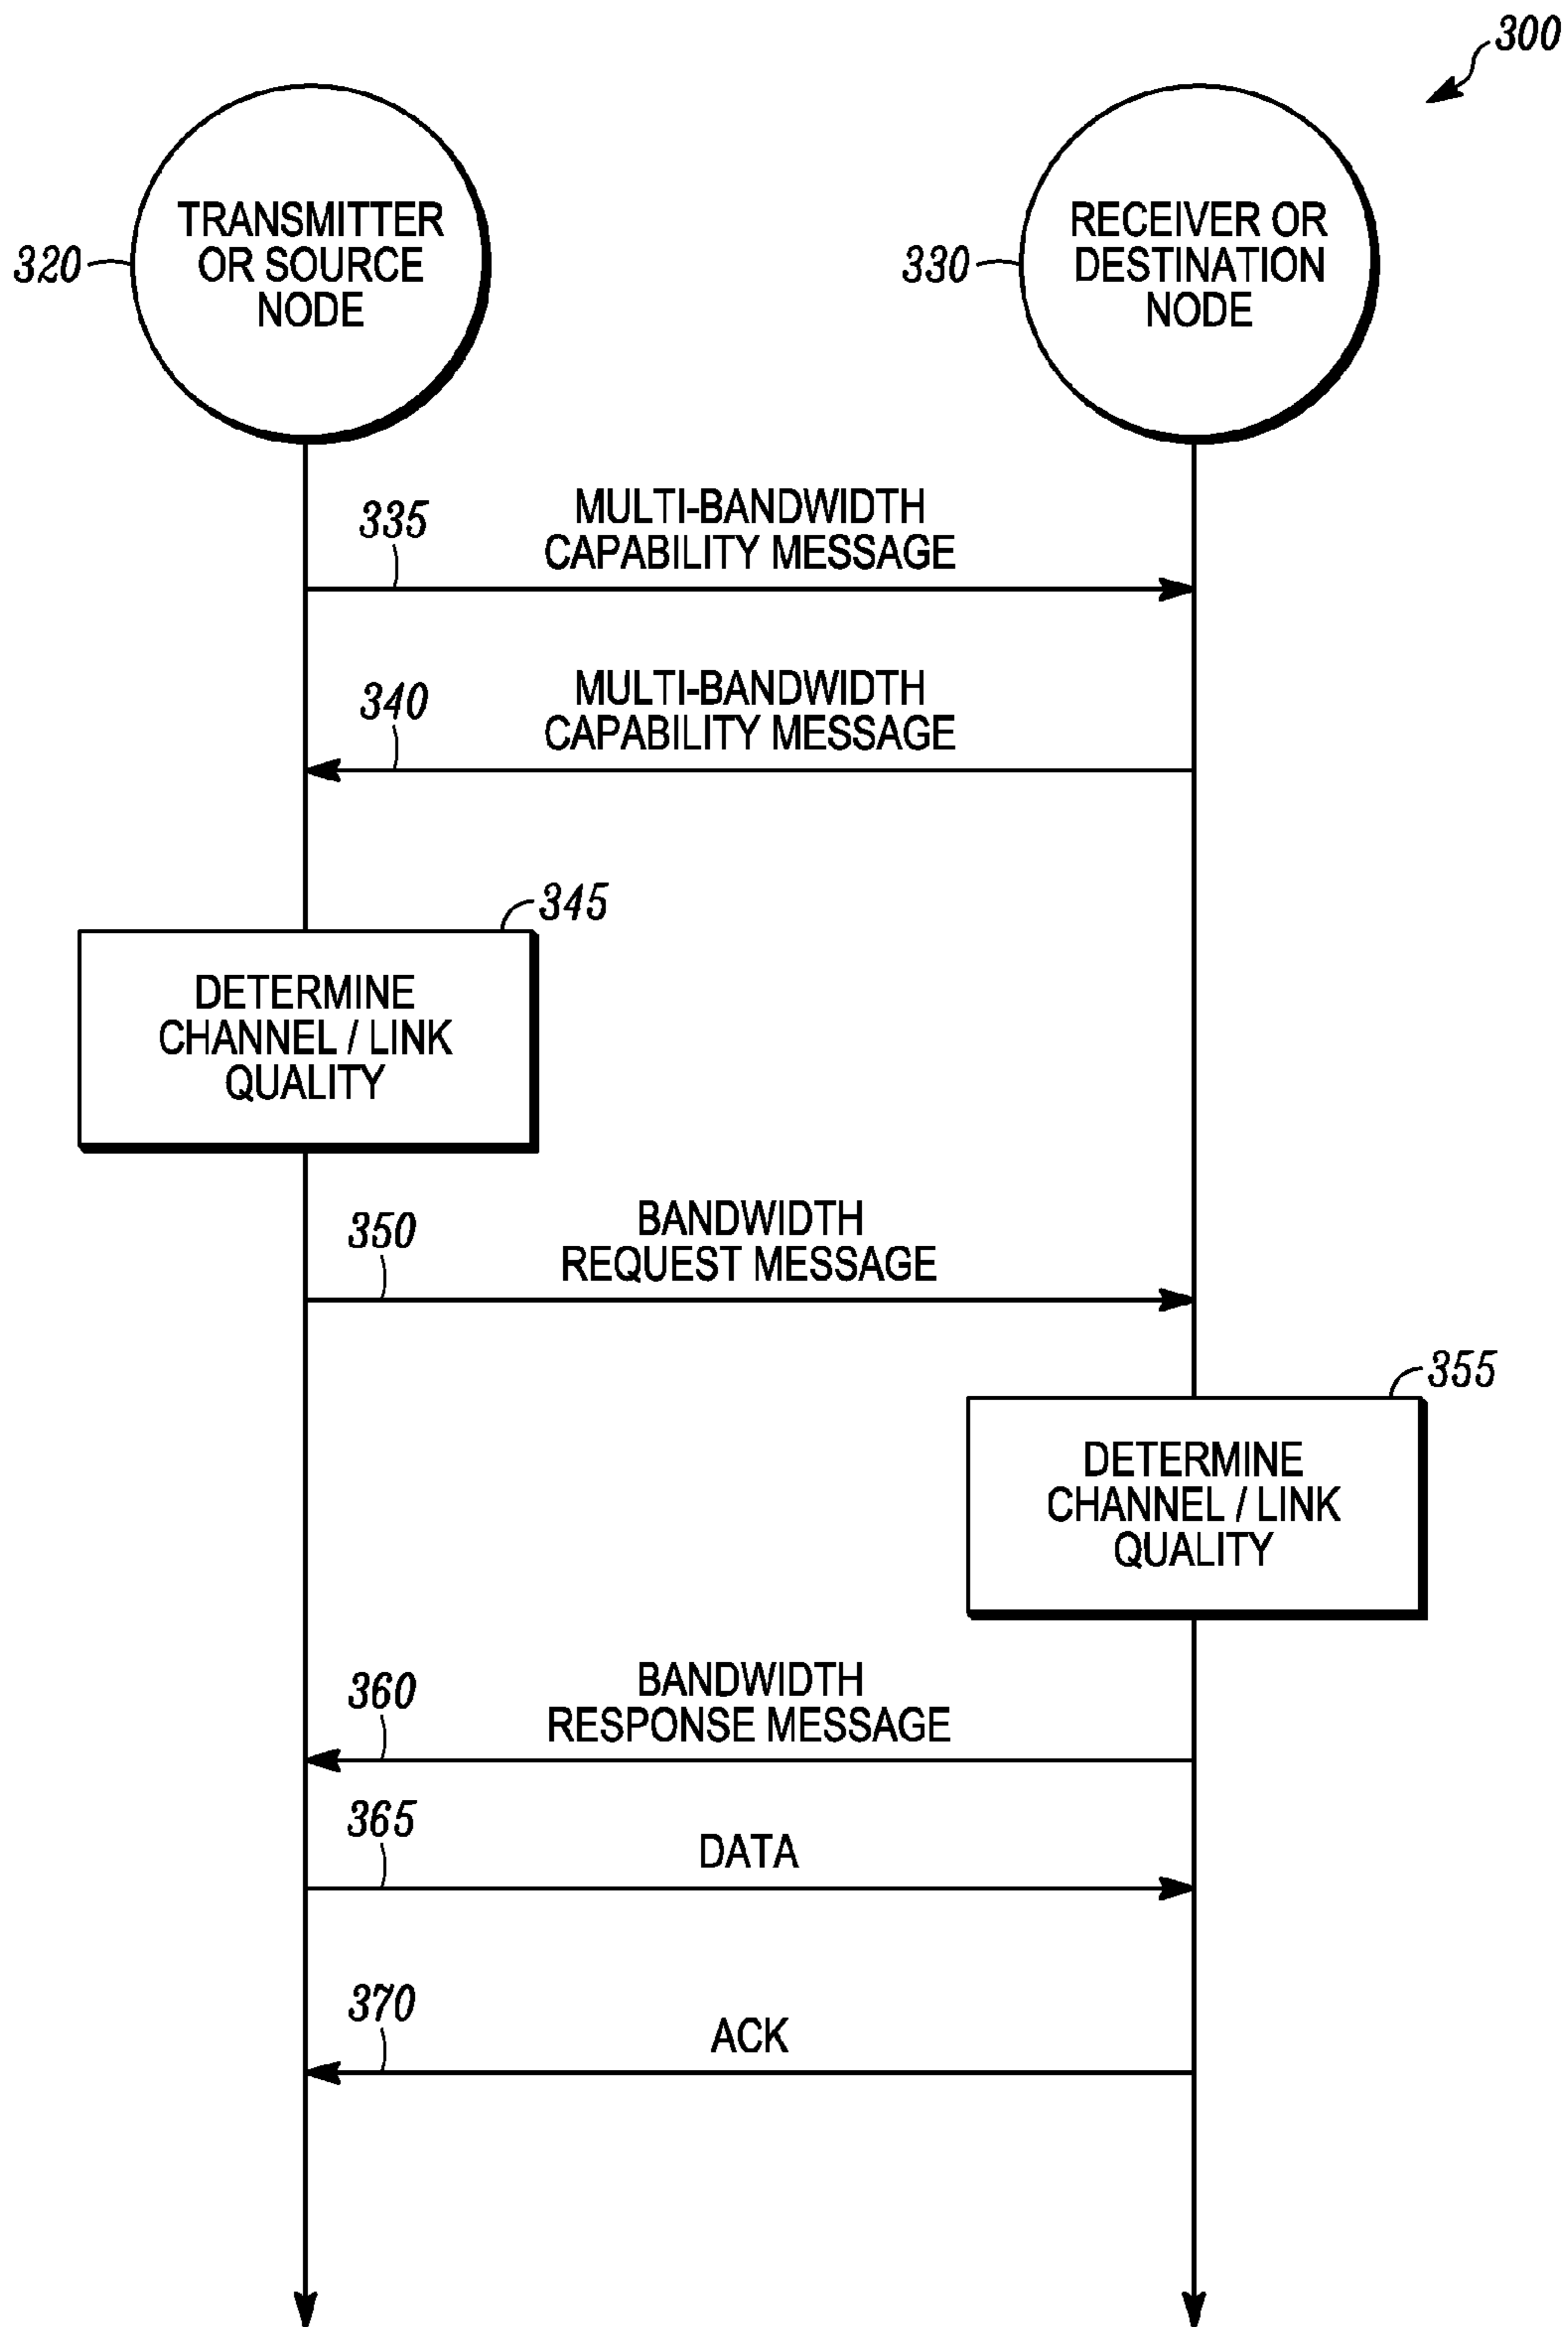 300
TRANSMITTER
OR SOURCE
NODE
320
RECEIVER OR
DESTINATION
NODE
330
335
MULTI-BANDWIDTH
CAPABILITY MESSAGE
340
MULTI-BANDWIDTH
CAPABILITY MESSAGE
345
DETERMINE
CHANNEL / LINK
QUALITY
350
BANDWIDTH
REQUEST MESSAGE
355
DETERMINE
CHANNEL / LINK
QUALITY
360
BANDWIDTH
RESPONSE MESSAGE
365
DATA
370
ACK